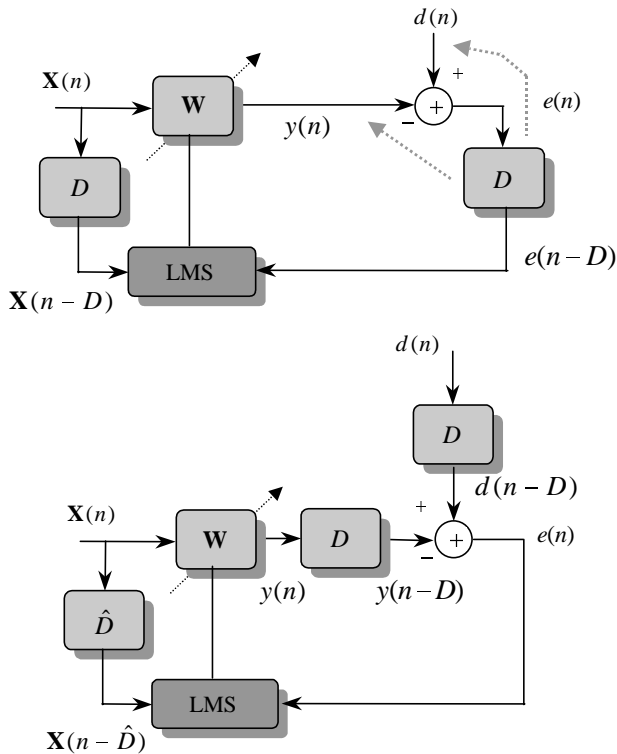 d(n)
X(n)
+
W
+
e(n)
−
y(n)
D
D
LMS
e(n−D)
X(n − D)
d(n)
D
+
d(n − D)
X(n)
W
D
+
e(n)
−
y(n)
y(n−D)
D̂
LMS
X(n − D̂)